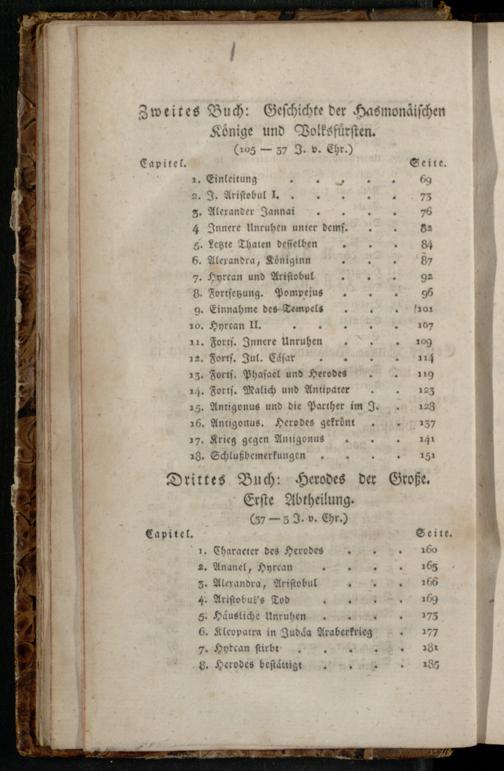 Zweites Buch: Geschichte der Hasmonäischen
Könige und Volksfürsten.
(105 — 37 J. v. Chr.)
Capitel. Seite.
1. Einleitung . . . . . 69
2. J. Aristobul I. . . . . . 73
3. Alexander Jannai . . . . 76
4 Innere Unruhen unter demf. . . 82
5. Letzte Thaten desselben . . . 84
6. Alexandra, Königinn . . . 87
7. Hyrcan und Aristobul . . . 92
8. Fortsetzung. Pompejus . . . 96
9. Einnahme des Tempels . . . 101
10. Hyrcan II. . . . . . 107
11. Forts. Innere Unruhen . . . 109
12. Forts. Jul. Cäsar . . . . 114
13. Forts. Phasael und Herodes . . 119
14. Forts. Malich und Antipater . . 123
15. Antigonus und die Parther im J. . 128
16. Antigonus. Herodes gekrönt . . 137
17. Krieg gegen Antigonus . . . 141
18. Schlußbemerkungen . . . . 151
Drittes Buch: Herodes der Große.
Erste Abtheilung.
(37 — 3 J. v. Chr.)
Capitel. Seite.
1. Character des Herodes . . . 160
2. Ananel, Hyrcan . . . . 163
3. Alexandra, Aristobul . . . 166
4. Aristobul's Tod . . . . 169
5. Häusliche Unruhen . . . . 173
6. Kleopatra in Judäa Araberkrieg . 177
7. Hyrcan stirbt . . . . . 181
8. Herodes bestättigt . . . . 185